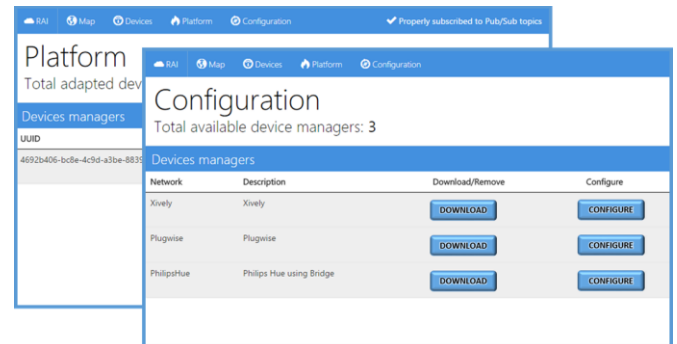 RAI Map Devices Platform Configuration Properly subscribed to Pub/Sub topics
Platform
Total adapted dev
Devices managers
UUID
4692b406-bc8e-4c9d-a3be-8839
RAI Map Devices Platform Configuration
Configuration
Total available device managers: 3
Devices managers
Network Description Download/Remove Configure
Xively Xively DOWNLOAD CONFIGURE
Plugwise Plugwise DOWNLOAD CONFIGURE
PhilipsHue Philips Hue using Bridge DOWNLOAD CONFIGURE